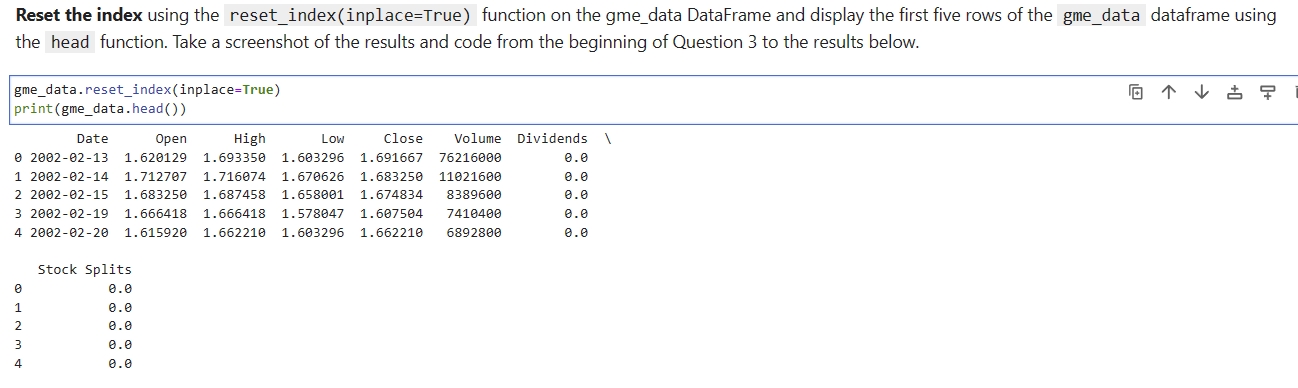 Reset the index using the reset_index(inplace=True) function on the gme_data DataFrame and display the first five rows of the gme_data dataframe using
the head function. Take a screenshot of the results and code from the beginning of Question 3 to the results below.
gme_data.reset_index(inplace=True)
print(gme_data.head())
        Date      Open      High       Low     Close    Volume  Dividends  \
0 2002-02-13  1.620129  1.693350  1.603296  1.691667  76216000        0.0
1 2002-02-14  1.712707  1.716074  1.670626  1.683250  11021600        0.0
2 2002-02-15  1.683250  1.687458  1.658001  1.674834   8389600        0.0
3 2002-02-19  1.666418  1.666418  1.578047  1.607504   7410400        0.0
4 2002-02-20  1.615920  1.662210  1.603296  1.662210   6892800        0.0
   Stock Splits
0           0.0
1           0.0
2           0.0
3           0.0
4           0.0